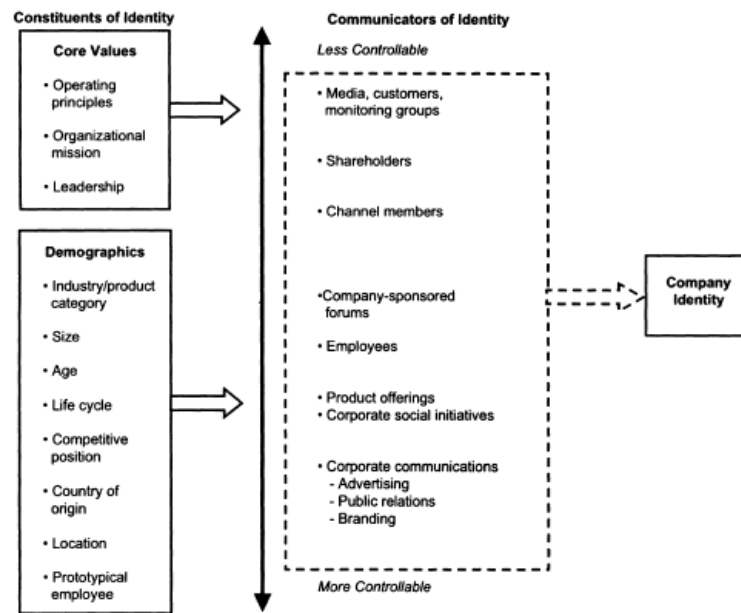 Constituents of Identity
Core Values
• Operating
principles
• Organizational
mission
• Leadership
Demographics
• Industry/product
category
• Size
• Age
• Life cycle
• Competitive
position
• Country of
origin
• Location
• Prototypical
employee
Communicators of Identity
Less Controllable
• Media, customers,
monitoring groups
• Shareholders
• Channel members
•Company-sponsored
forums
• Employees
• Product offerings
• Corporate social initiatives
• Corporate communications
- Advertising
- Public relations
- Branding
More Controllable
Company
Identity